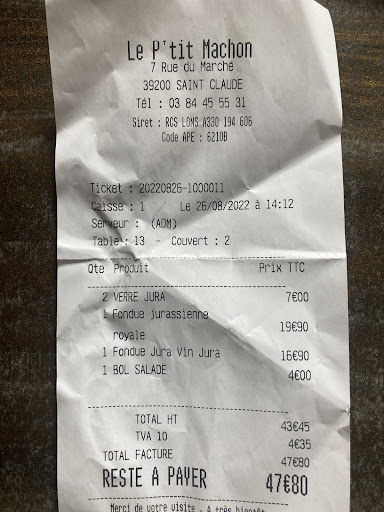 Le P'tit Machon
7 Rue du Marché
39200 SAINT CLAUDE
Tél : 03 84 45 55 31
Siret : RCS LONS A330 194 606
Code APE : 6210B
Ticket : 20220826-1000011
Caisse : 1 Le 26/08/2022 à 14:12
Serveur : (ADM)
Table : 13 - Couvert : 2
Qte Produit Prix TTC
2 VERRE JURA 7€00
1 Fondue jurassienne
royale 19€90
1 Fondue Jura Vin Jura 16€90
1 BOL SALADE 4€00
TOTAL HT 43€45
TVA 10 4€35
TOTAL FACTURE 47€80
RESTE A PAYER 47€80
Merci de votre visite - A très bientôt